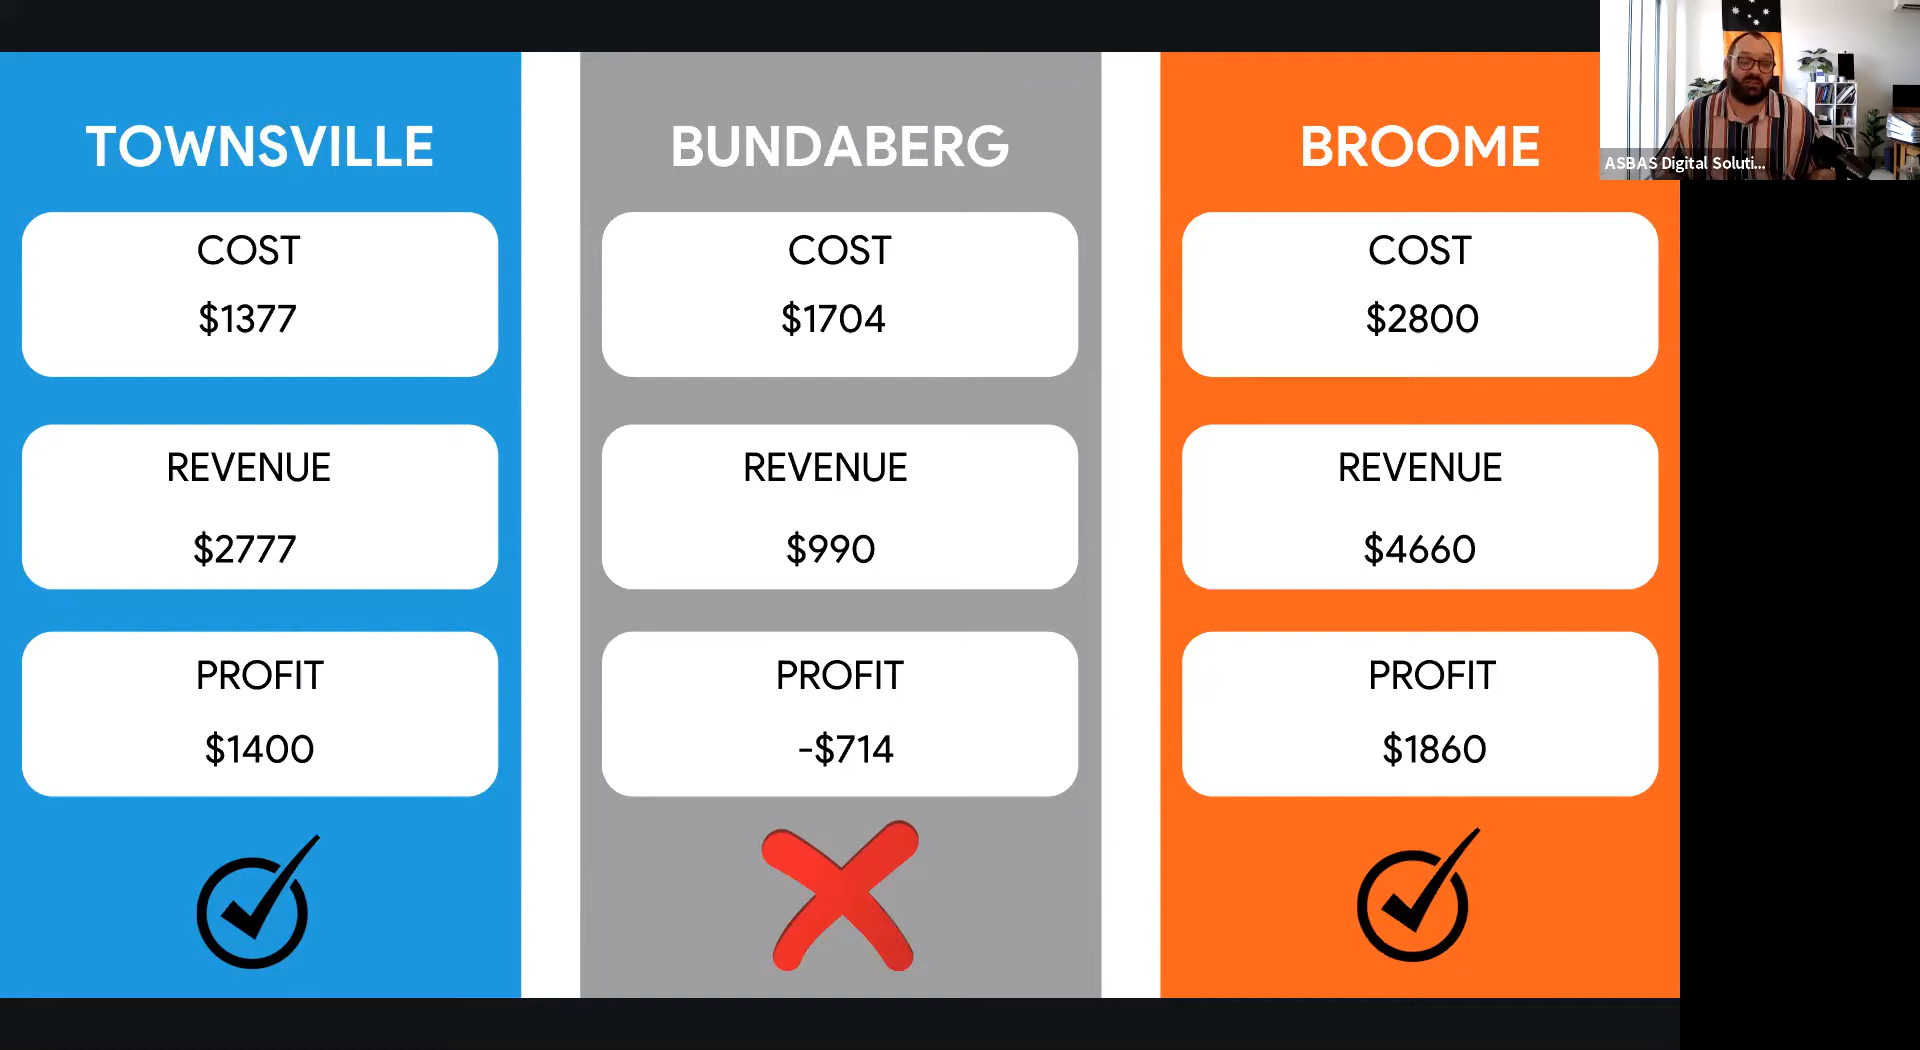 TOWNSVILLE
COST
$1377
REVENUE
$2777
PROFIT
$1400
BUNDABERG
COST
$1704
REVENUE
$990
PROFIT
-$714
BROOME
COST
$2800
REVENUE
$4660
PROFIT
$1860
ASBAS Digital Soluti...